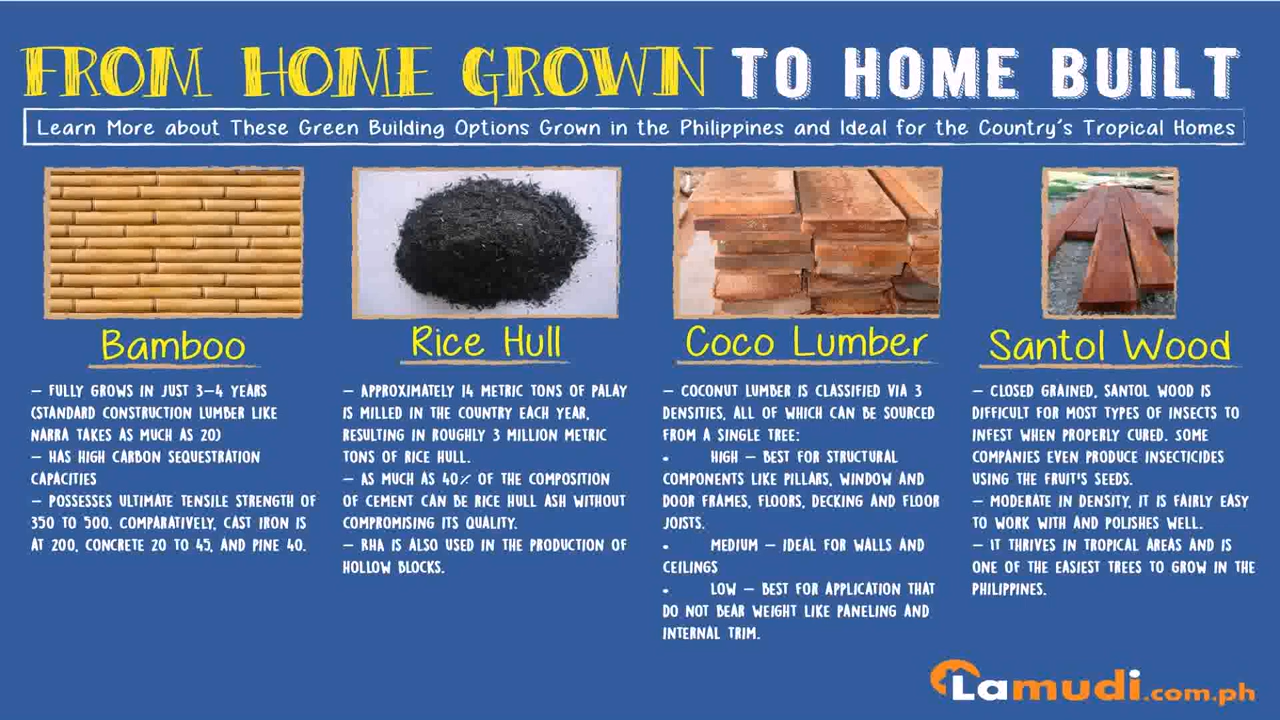 FROM HOME GROWN TO HOME BUILT
Learn More about These Green Building Options Grown in the Philippines and Ideal for the Country's Tropical Homes
Bamboo
– FULLY GROWS IN JUST 3–4 YEARS
(STANDARD CONSTRUCTION LUMBER LIKE
NARRA TAKES AS MUCH AS 20)
– HAS HIGH CARBON SEQUESTRATION
CAPACITIES
– POSSESSES ULTIMATE TENSILE STRENGTH OF
350 TO 500. COMPARATIVELY, CAST IRON IS
AT 200, CONCRETE 20 TO 45, AND PINE 40.
Rice Hull
– APPROXIMATELY 14 METRIC TONS OF PALAY
IS MILLED IN THE COUNTRY EACH YEAR,
RESULTING IN ROUGHLY 3 MILLION METRIC
TONS OF RICE HULL.
– AS MUCH AS 40% OF THE COMPOSITION
OF CEMENT CAN BE RICE HULL ASH WITHOUT
COMPROMISING ITS QUALITY.
– RHA IS ALSO USED IN THE PRODUCTION OF
HOLLOW BLOCKS.
Coco Lumber
– COCONUT LUMBER IS CLASSIFIED VIA 3
DENSITIES, ALL OF WHICH CAN BE SOURCED
FROM A SINGLE TREE:
• HIGH – BEST FOR STRUCTURAL
COMPONENTS LIKE PILLARS, WINDOW AND
DOOR FRAMES, FLOORS, DECKING AND FLOOR
JOISTS.
• MEDIUM – IDEAL FOR WALLS AND
CEILINGS
• LOW – BEST FOR APPLICATION THAT
DO NOT BEAR WEIGHT LIKE PANELING AND
INTERNAL TRIM.
Santol Wood
– CLOSED GRAINED, SANTOL WOOD IS
DIFFICULT FOR MOST TYPES OF INSECTS TO
INFEST WHEN PROPERLY CURED. SOME
COMPANIES EVEN PRODUCE INSECTICIDES
USING THE FRUIT'S SEEDS.
– MODERATE IN DENSITY, IT IS FAIRLY EASY
TO WORK WITH AND POLISHES WELL.
– IT THRIVES IN TROPICAL AREAS AND IS
ONE OF THE EASIEST TREES TO GROW IN THE
PHILIPPINES.
Lamudi.com.ph